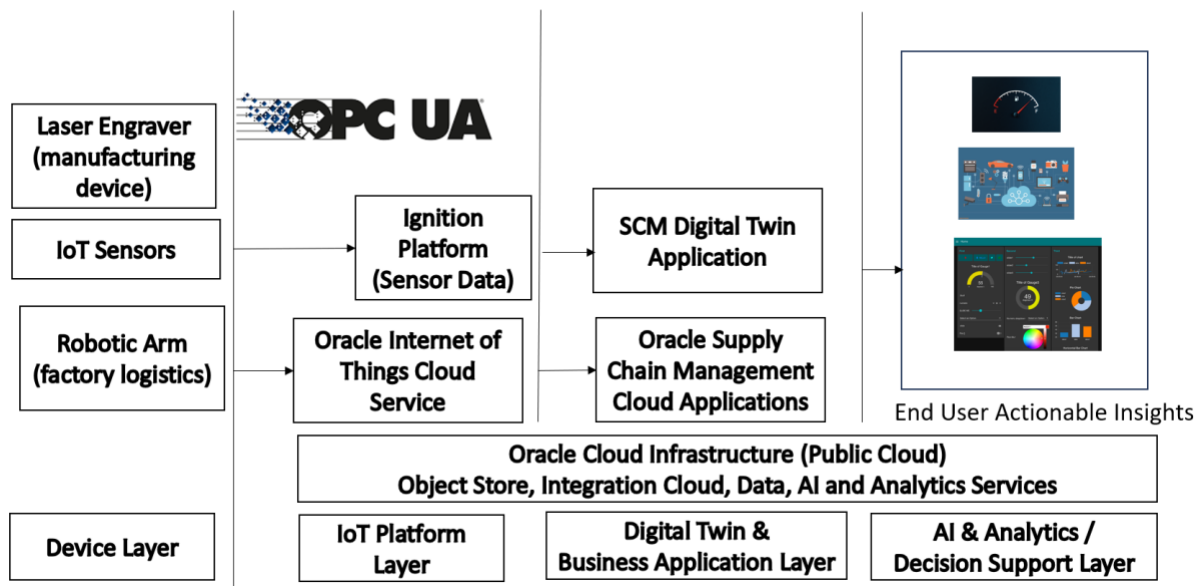 Laser Engraver
(manufacturing
device)
IoT Sensors
Robotic Arm
(factory logistics)
Device Layer
OPC UA
Ignition
Platform
(Sensor Data)
Oracle Internet of
Things Cloud
Service
SCM Digital Twin
Application
Oracle Supply
Chain Management
Cloud Applications
End User Actionable Insights
Oracle Cloud Infrastructure (Public Cloud)
Object Store, Integration Cloud, Data, AI and Analytics Services
IoT Platform
Layer
Digital Twin &
Business Application Layer
AI & Analytics /
Decision Support Layer